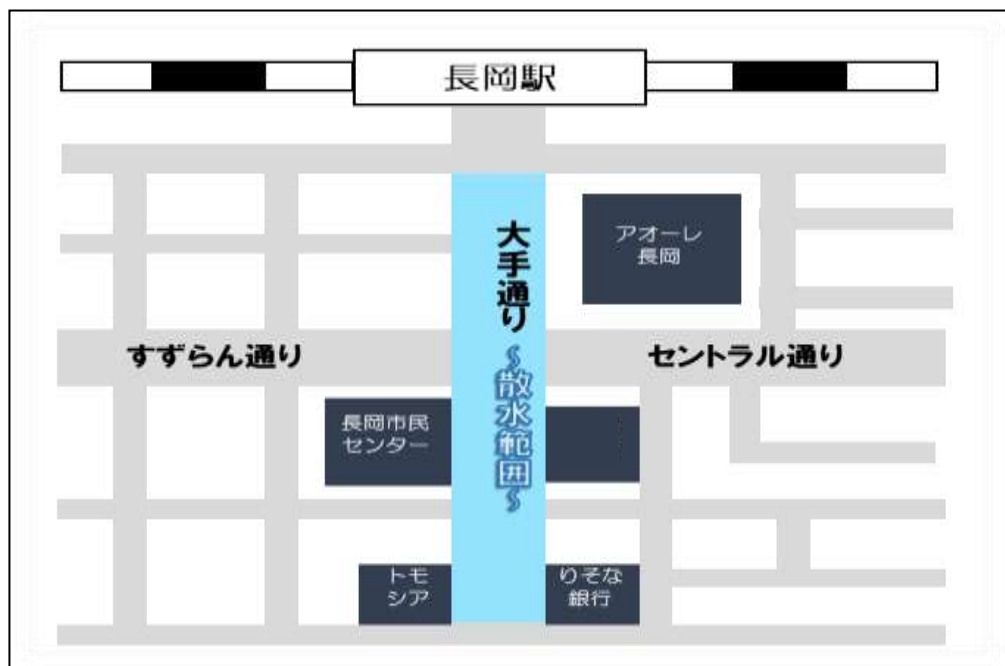 長岡駅
アオーレ
長岡
大手通り
~散水範囲~
すずらん通り
セントラル通り
長岡市民
センター
トモ
シア
りそな
銀行